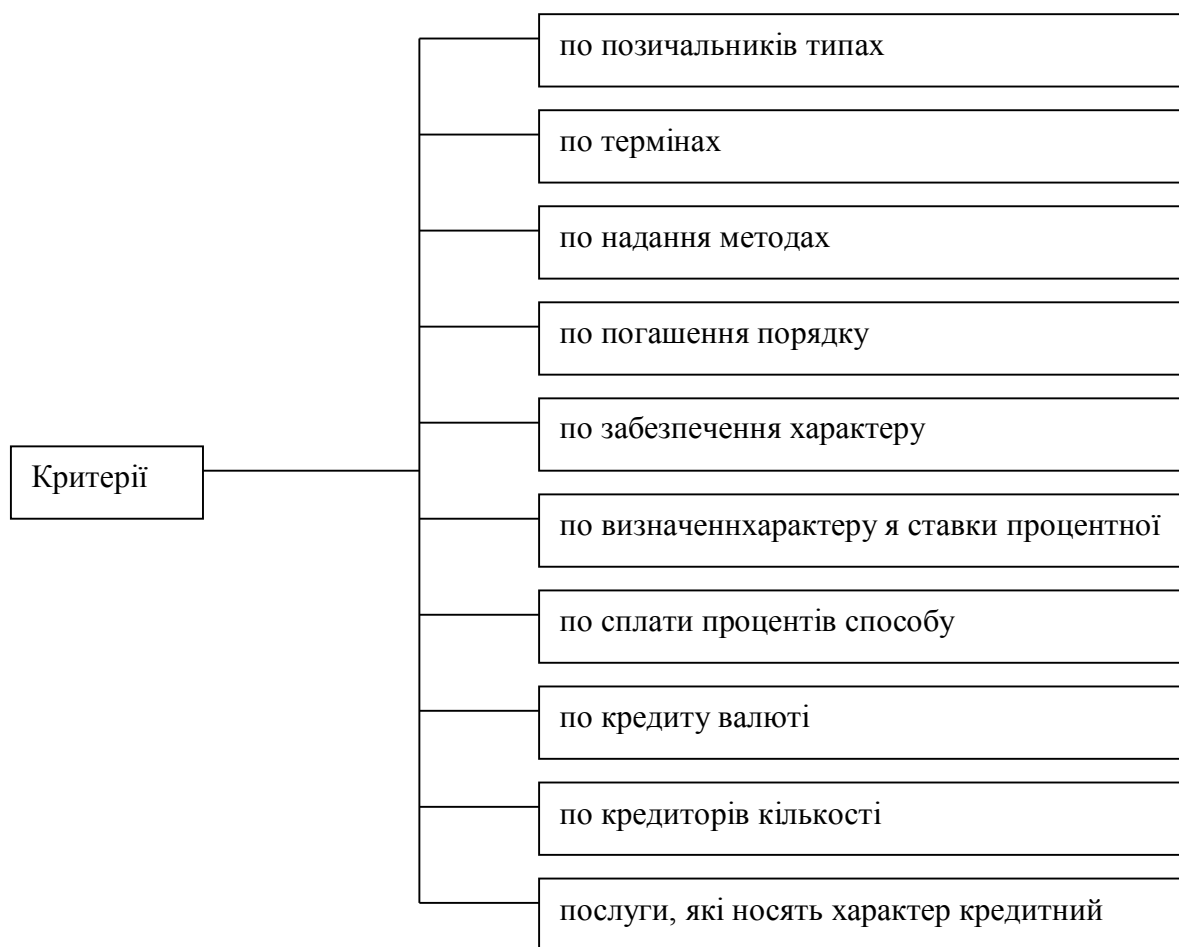 по позичальників типах
по термінах
по надання методах
по погашення порядку
по забезпечення характеру
Критерії
по визначеннхарактеру я ставки процентної
по сплати процентів способу
по кредиту валюті
по кредиторів кількості
послуги, які носять характер кредитний